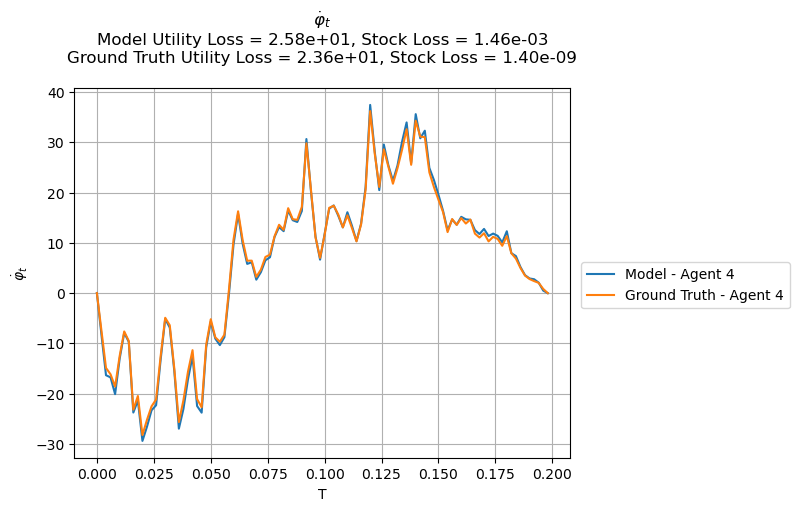 φ̇ₜ
Model Utility Loss = 2.58e+01, Stock Loss = 1.46e-03
Ground Truth Utility Loss = 2.36e+01, Stock Loss = 1.40e-09
40
30
20
10
0
−10
−20
−30
φ̇ₜ
0.000 0.025 0.050 0.075 0.100 0.125 0.150 0.175 0.200
T
Model - Agent 4
Ground Truth - Agent 4